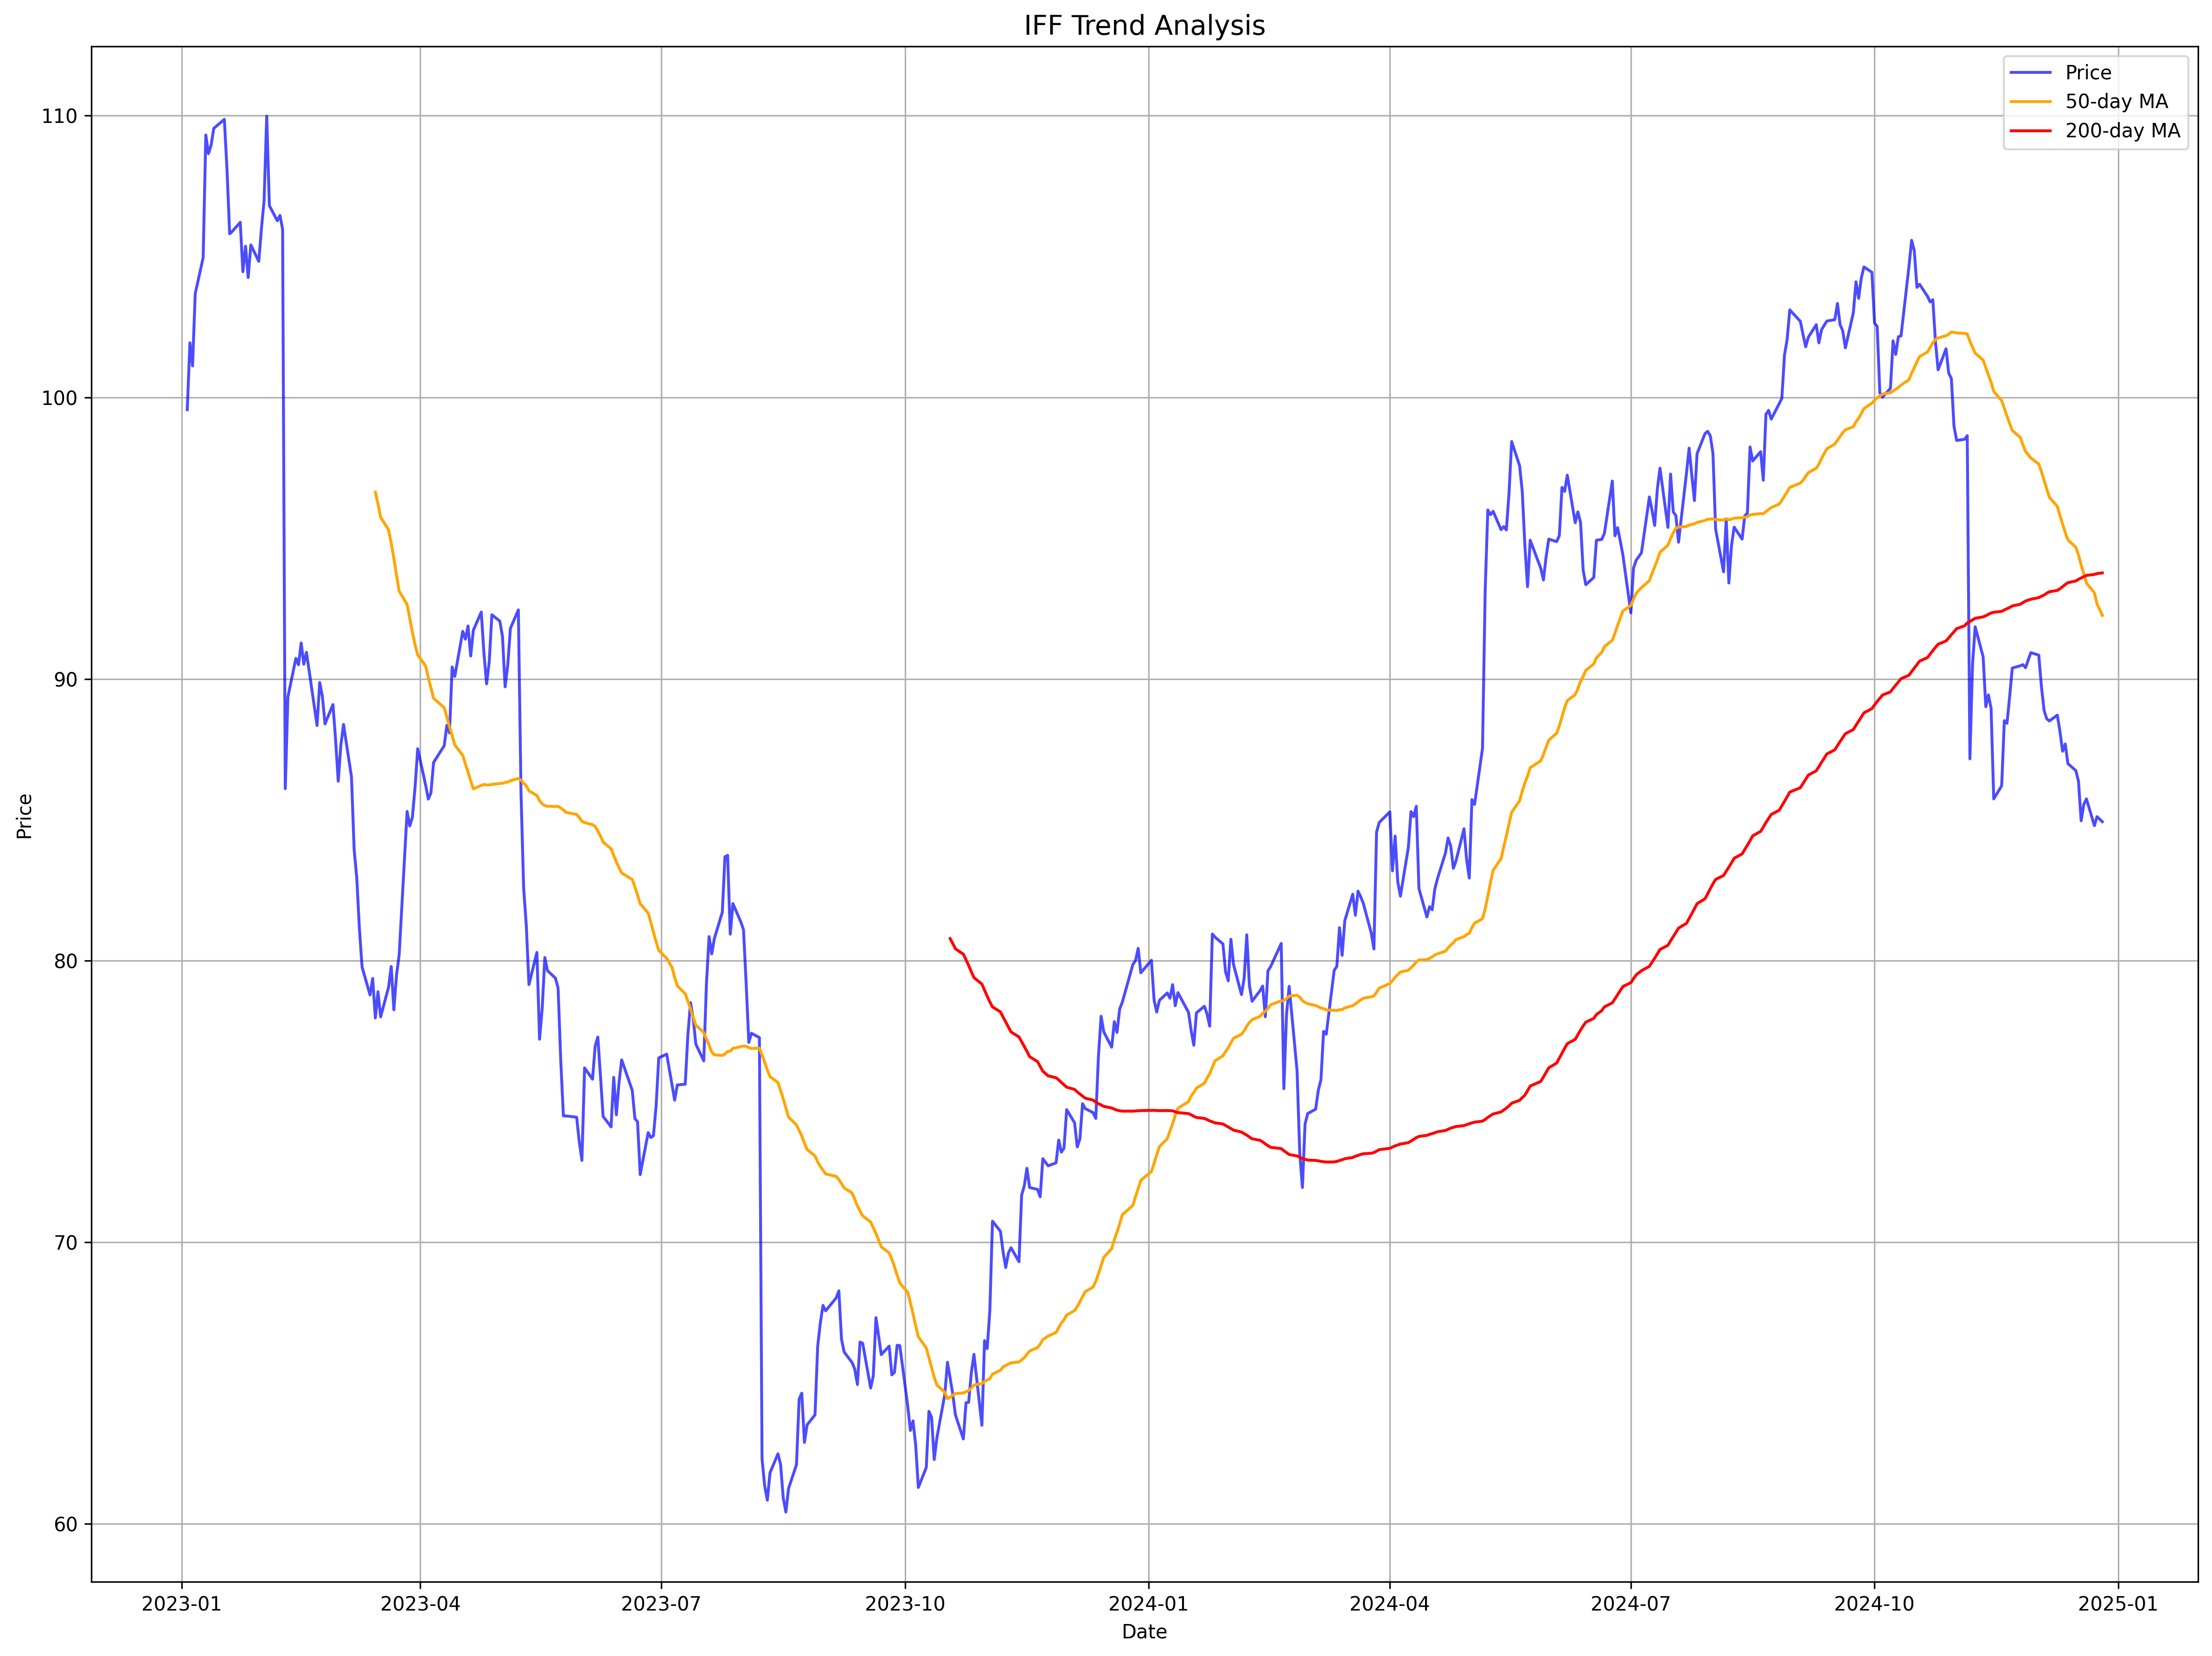 IFF Trend Analysis
Price
50-day MA
200-day MA
110
100
90
80
70
60
Price
2023-01
2023-04
2023-07
2023-10
2024-01
2024-04
2024-07
2024-10
2025-01
Date